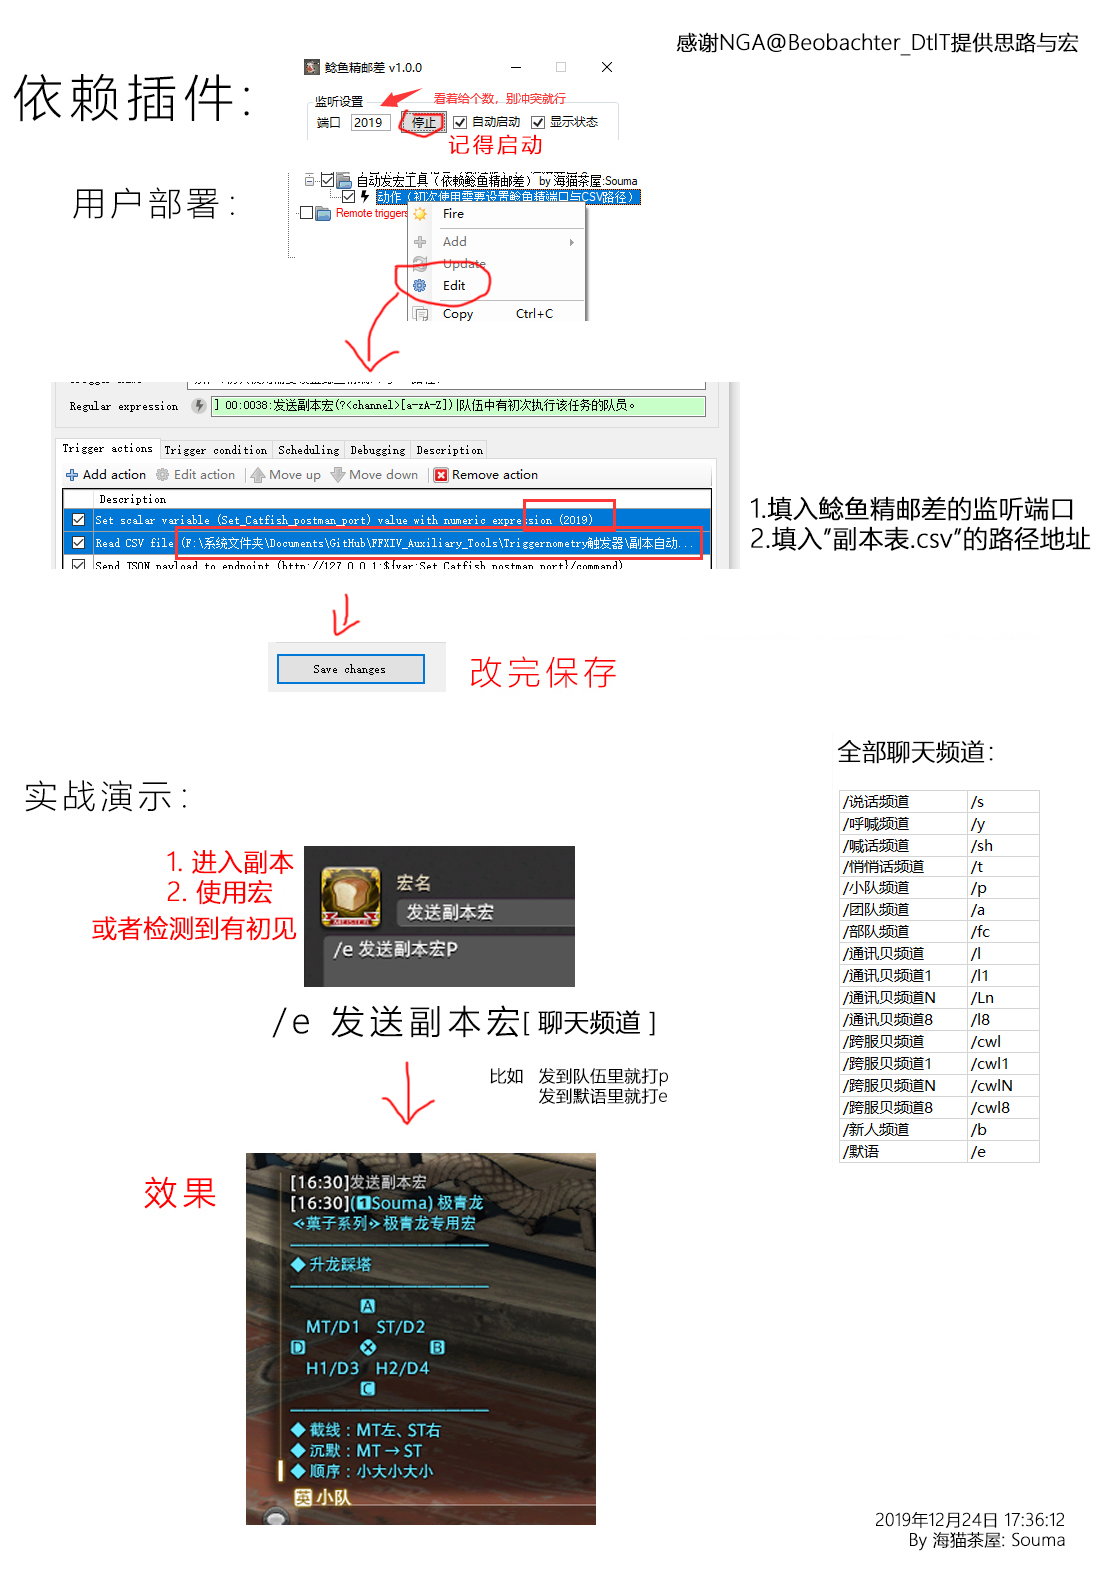 感谢NGA@Beobachter_DtlT提供思路与宏
依赖插件:
鲶鱼精邮差 v1.0.0
监听设置
看着给个数，别冲突就行
端口 2019 停止 自动启动 显示状态
记得启动
用户部署:
自动发宏工具（依赖鲶鱼精邮差）by 海猫茶屋:Souma
动作（初次使用需要设置鲶鱼精端口与CSV路径）
Remote triggers
Fire
Add
Update
Edit
Copy Ctrl+C
Regular expression ] 00:0038:发送副本宏(?<channel>[a-zA-Z])|队伍中有初次执行该任务的队员。
Trigger actions Trigger condition Scheduling Debugging Description
Add action Edit action Move up Move down Remove action
Description
Set scalar variable (Set_Catfish_postman_port) value with numeric expression (2019)
Read CSV file (F:\系统文件夹\Documents\GitHub\FFXIV_Auxiliary_Tools\Triggernometry触发器\副本自动...
Send JSON payload to endpoint (http://127.0.0.1:${var:Set_Catfish_postman_port}/command)
1.填入鲶鱼精邮差的监听端口
2.填入"副本表.csv"的路径地址
Save changes
改完保存
全部聊天频道:
/说话频道 /s
/呼喊频道 /y
/喊话频道 /sh
/悄悄话频道 /t
/小队频道 /p
/团队频道 /a
/部队频道 /fc
/通讯贝频道 /l
/通讯贝频道1 /l1
/通讯贝频道N /Ln
/通讯贝频道8 /l8
/跨服贝频道 /cwl
/跨服贝频道1 /cwl1
/跨服贝频道N /cwlN
/跨服贝频道8 /cwl8
/新人频道 /b
/默语 /e
实战演示:
1. 进入副本
2. 使用宏
或者检测到有初见
MEISTER
宏名
发送副本宏
/e 发送副本宏P
/e 发送副本宏[ 聊天频道 ]
比如 发到队伍里就打p
发到默语里就打e
效果
[16:30]发送副本宏
[16:30](1Souma) 极青龙
≪菓子系列≫极青龙专用宏
◆ 升龙踩塔
A
MT/D1 ST/D2
D B
H1/D3 H2/D4
C
◆ 截线：MT左、ST右
◆ 沉默：MT→ST
◆ 顺序：小大小大小
英 小队
2019年12月24日 17:36:12
By 海猫茶屋: Souma